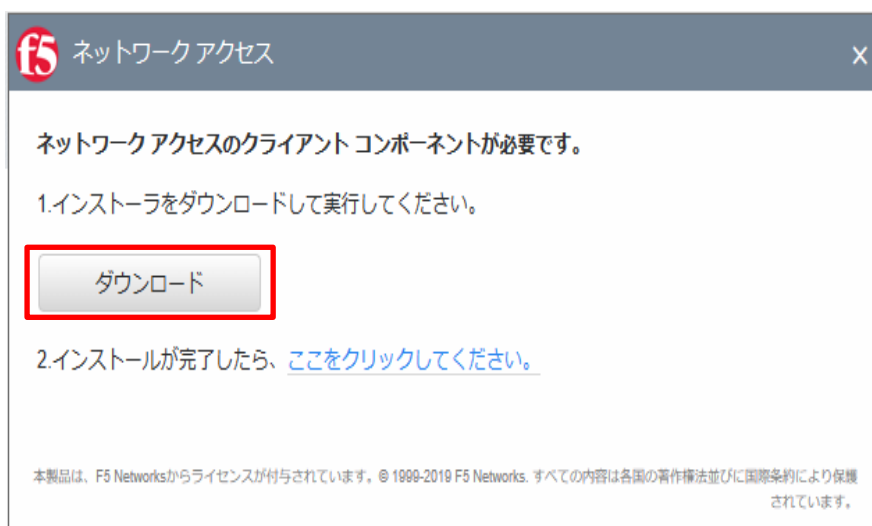 f5 ネットワーク アクセス ×
ネットワーク アクセスのクライアント コンポーネントが必要です。
1.インストーラをダウンロードして実行してください。
ダウンロード
2.インストールが完了したら、ここをクリックしてください。
本製品は、F5 Networksからライセンスが付与されています。© 1999-2019 F5 Networks. すべての内容は各国の著作権法並びに国際条約により保護
されています。